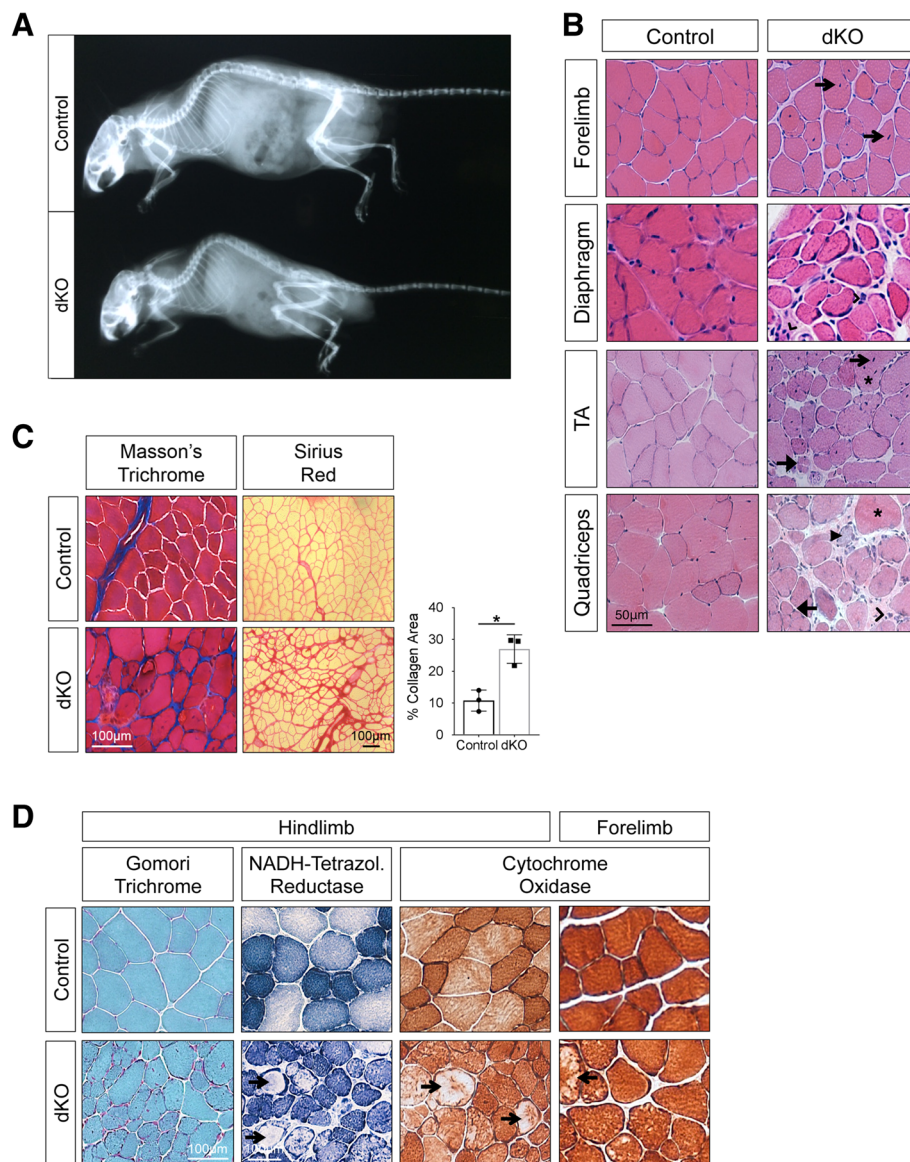 A
Control
dKO
B
Control
dKO
Forelimb
Diaphragm
TA
*
Quadriceps
*
50µm
C
Masson's
Trichrome
Sirius
Red
Control
dKO
100µm
100µm
% Collagen Area
40
30
20
10
0
*
Control dKO
D
Hindlimb
Forelimb
Gomori
Trichrome
NADH-Tetrazol.
Reductase
Cytochrome
Oxidase
Control
dKO
100µm
100µm